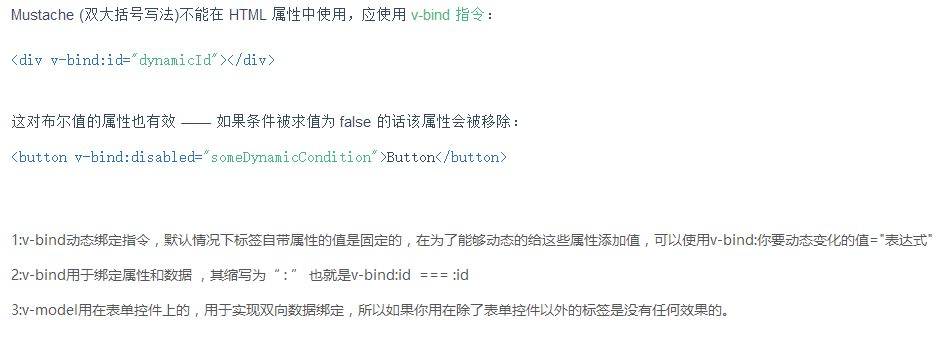 Mustache (双大括号写法)不能在 HTML 属性中使用，应使用 v-bind 指令：
<div v-bind:id="dynamicId"></div>
这对布尔值的属性也有效 —— 如果条件被求值为 false 的话该属性会被移除：
<button v-bind:disabled="someDynamicCondition">Button</button>
1:v-bind动态绑定指令，默认情况下标签自带属性的值是固定的，在为了能够动态的给这些属性添加值，可以使用v-bind:你要动态变化的值="表达式"
2:v-bind用于绑定属性和数据 ，其缩写为“ : ” 也就是v-bind:id === :id
3:v-model用在表单控件上的，用于实现双向数据绑定，所以如果你用在除了表单控件以外的标签是没有任何效果的。